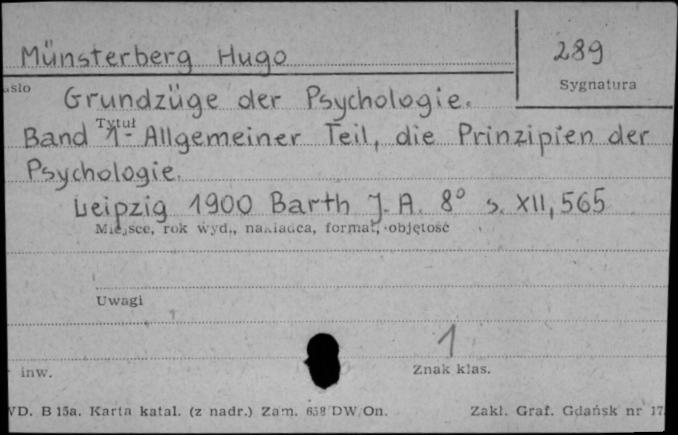 Münsterberg Hugo 289
Sygnatura
Grundzüge der Psychologie.
Tytuł
Band 1- Allgemeiner Teil, die Prinzipien der
Psychologie.
Leipzig 1900 Barth J. A. 8° s. XII, 565
Miejsce, rok wyd., nakładca, format, objętość
Uwagi
1
inw. Znak klas.
WD. B 15a. Karta katal. (z nadr.) Zam. DW/On. Zakł. Graf. Gdańsk nr 17